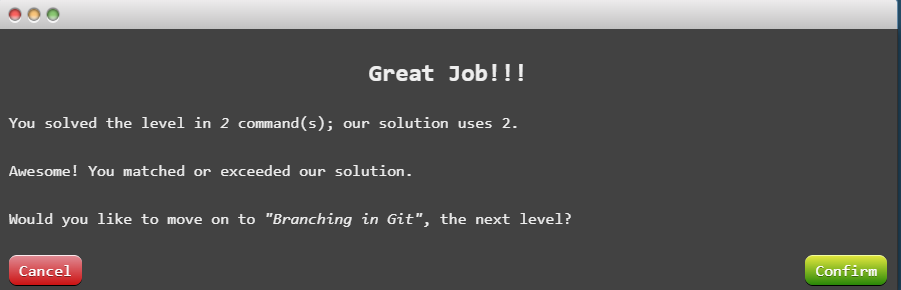 Great Job!!!
You solved the level in 2 command(s); our solution uses 2.
Awesome! You matched or exceeded our solution.
Would you like to move on to "Branching in Git", the next level?
Cancel
Confirm